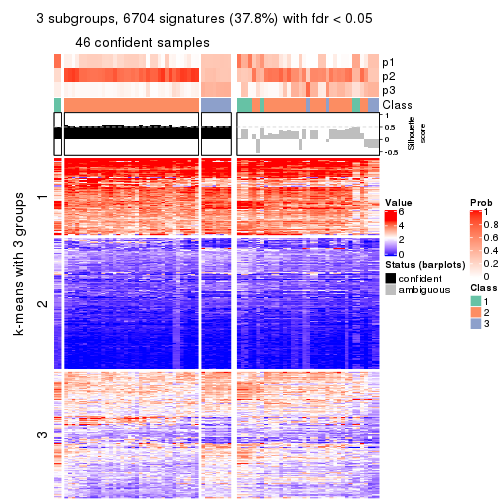 3 subgroups, 6704 signatures (37.8%) with fdr < 0.05
46 confident samples
p1
p2
p3
Class
1
0.5
0
-0.5
Silhouette
score
k-means with 3 groups
1
2
3
Value
6
4
2
0
Status (barplots)
confident
ambiguous
Prob
1
0.8
0.6
0.4
0.2
0
Class
1
2
3